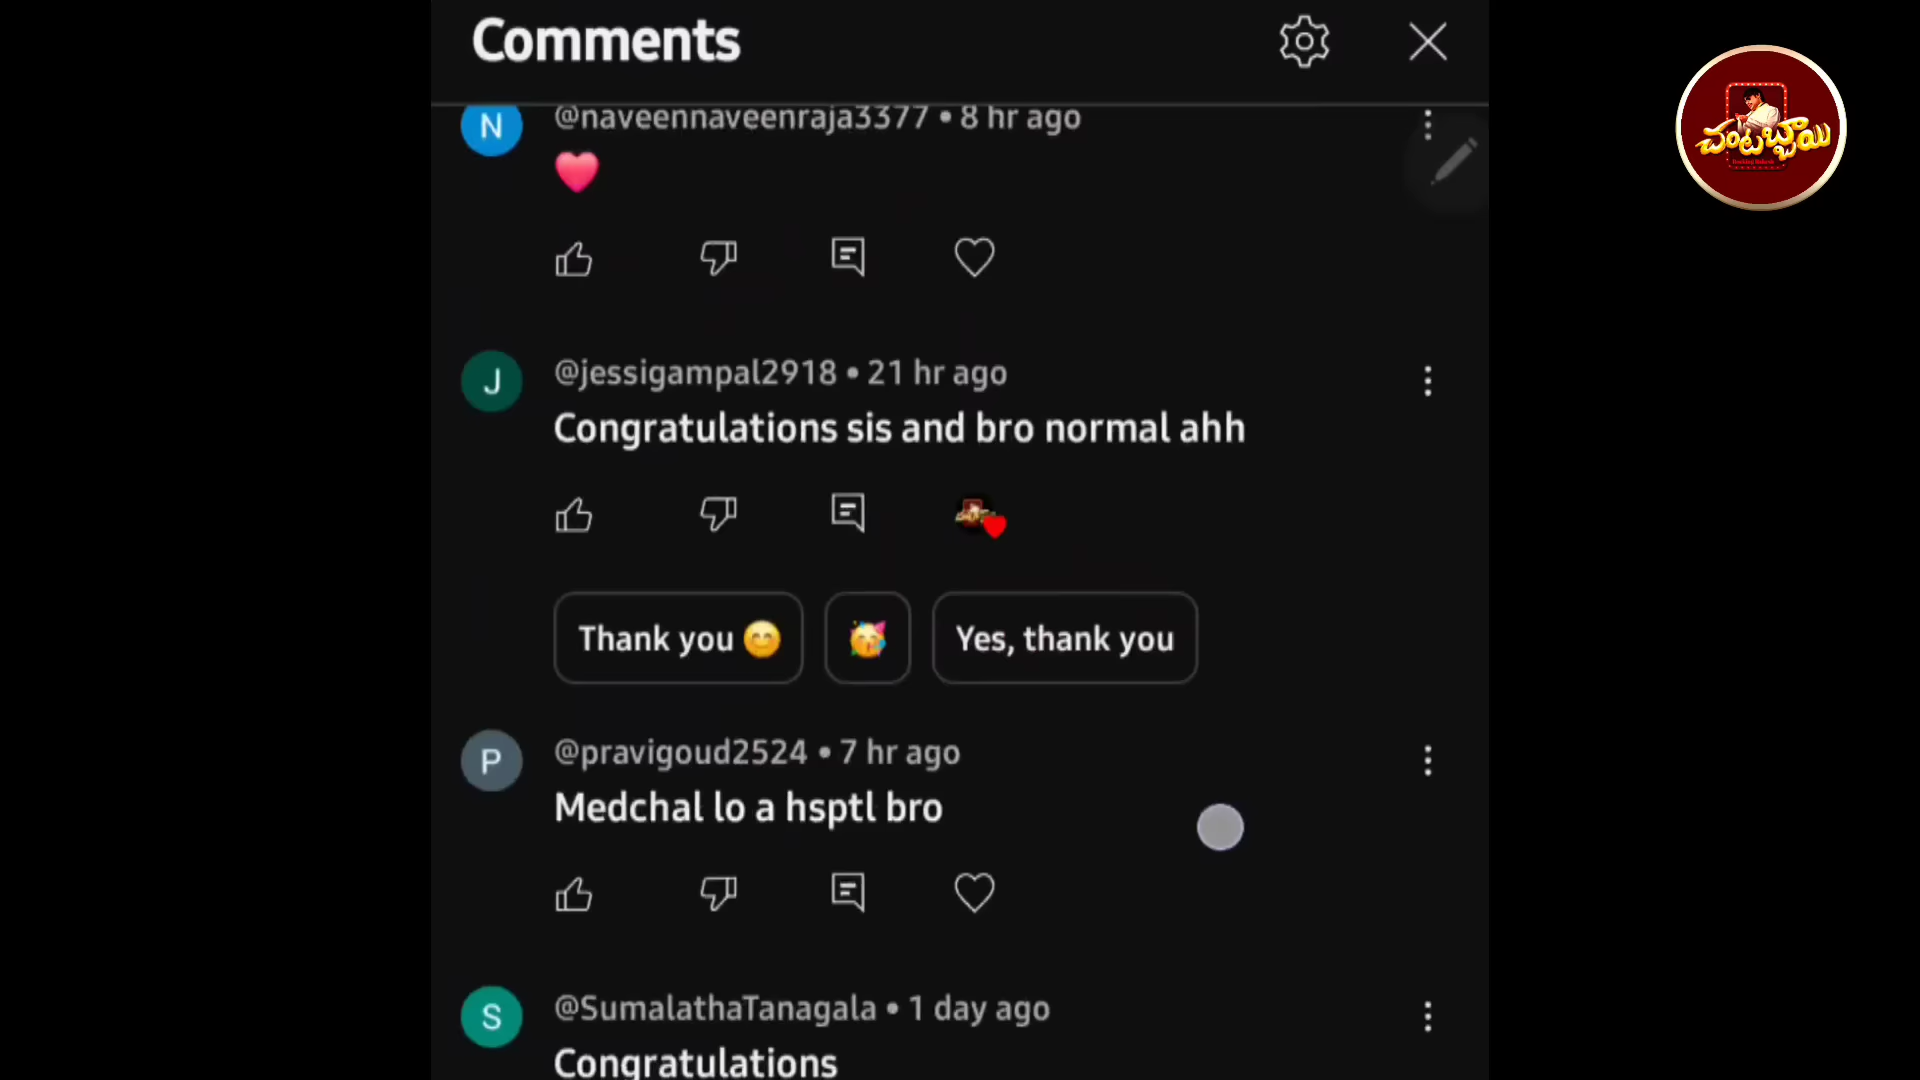 Comments
@naveennaveenraja3377 • 8 hr ago
N
❤
@jessigampal2918 • 21 hr ago
J
Congratulations sis and bro normal ahh
Thank you 😊
🥳
Yes, thank you
@pravigoud2524 • 7 hr ago
P
Medchal lo a hsptl bro
@SumalathaTanagala • 1 day ago
S
Congratulations
చంటబ్బాయి